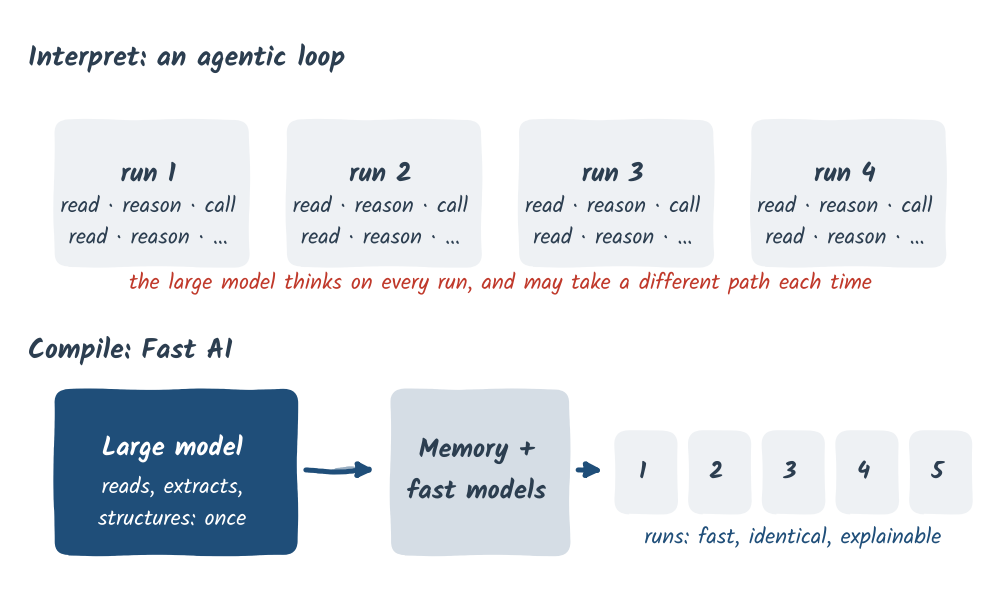 Interpret: an agentic loop
run 1
read · reason · call
read · reason · ...
run 2
read · reason · call
read · reason · ...
run 3
read · reason · call
read · reason · ...
run 4
read · reason · call
read · reason · ...
the large model thinks on every run, and may take a different path each time
Compile: Fast AI
Large model
reads, extracts,
structures: once
Memory +
fast models
1
2
3
4
5
runs: fast, identical, explainable